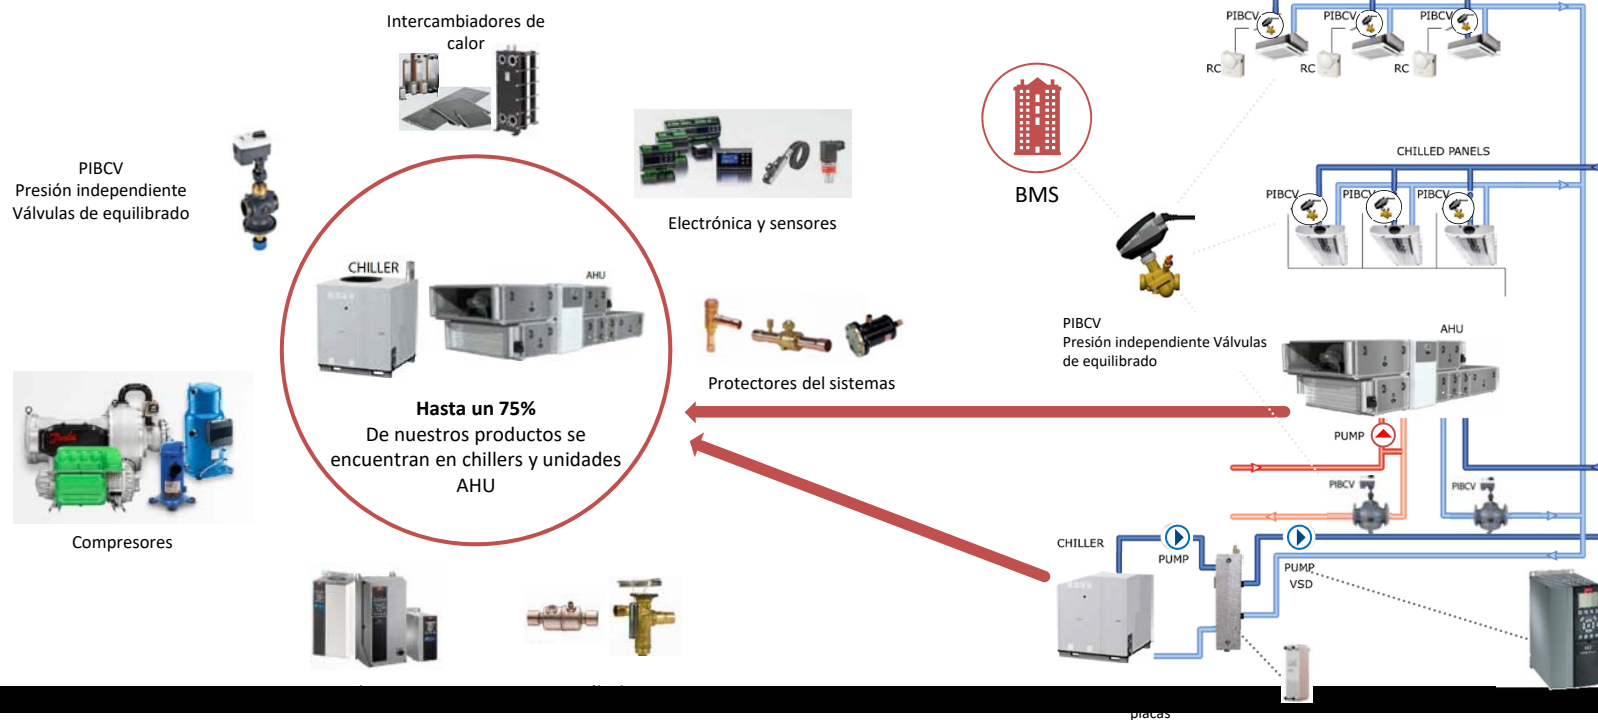 Intercambiadores de
calor
PIBCV
Presión independiente
Válvulas de equilibrado
Electrónica y sensores
CHILLER
AHU
Hasta un 75%
De nuestros productos se
encuentran en chillers y unidades
AHU
Protectores del sistemas
Danfoss
Compresores
BMS
PIBCV
PIBCV
PIBCV
RC
RC
RC
CHILLED PANELS
PIBCV
PIBCV
PIBCV
PIBCV
Presión independiente Válvulas
de equilibrado
AHU
PUMP
PIBCV
PIBCV
CHILLER
PUMP
PUMP
VSD
placas